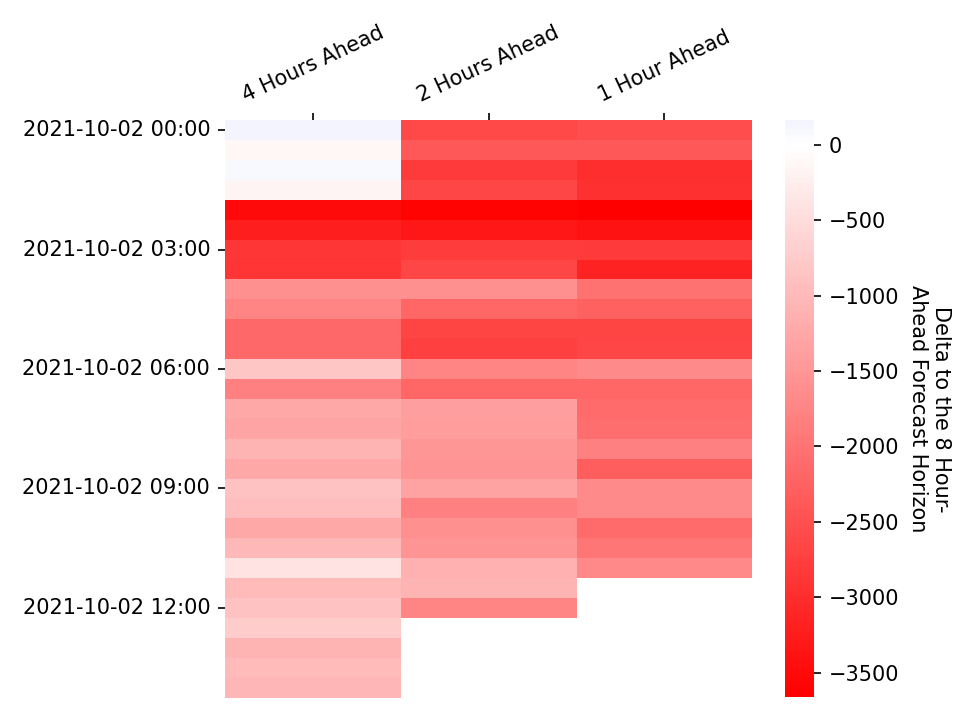 4 Hours Ahead
2 Hours Ahead
1 Hour Ahead
2021-10-02 00:00
2021-10-02 03:00
2021-10-02 06:00
2021-10-02 09:00
2021-10-02 12:00
0
−500
−1000
−1500
−2000
−2500
−3000
−3500
Delta to the 8 Hour-
Ahead Forecast Horizon